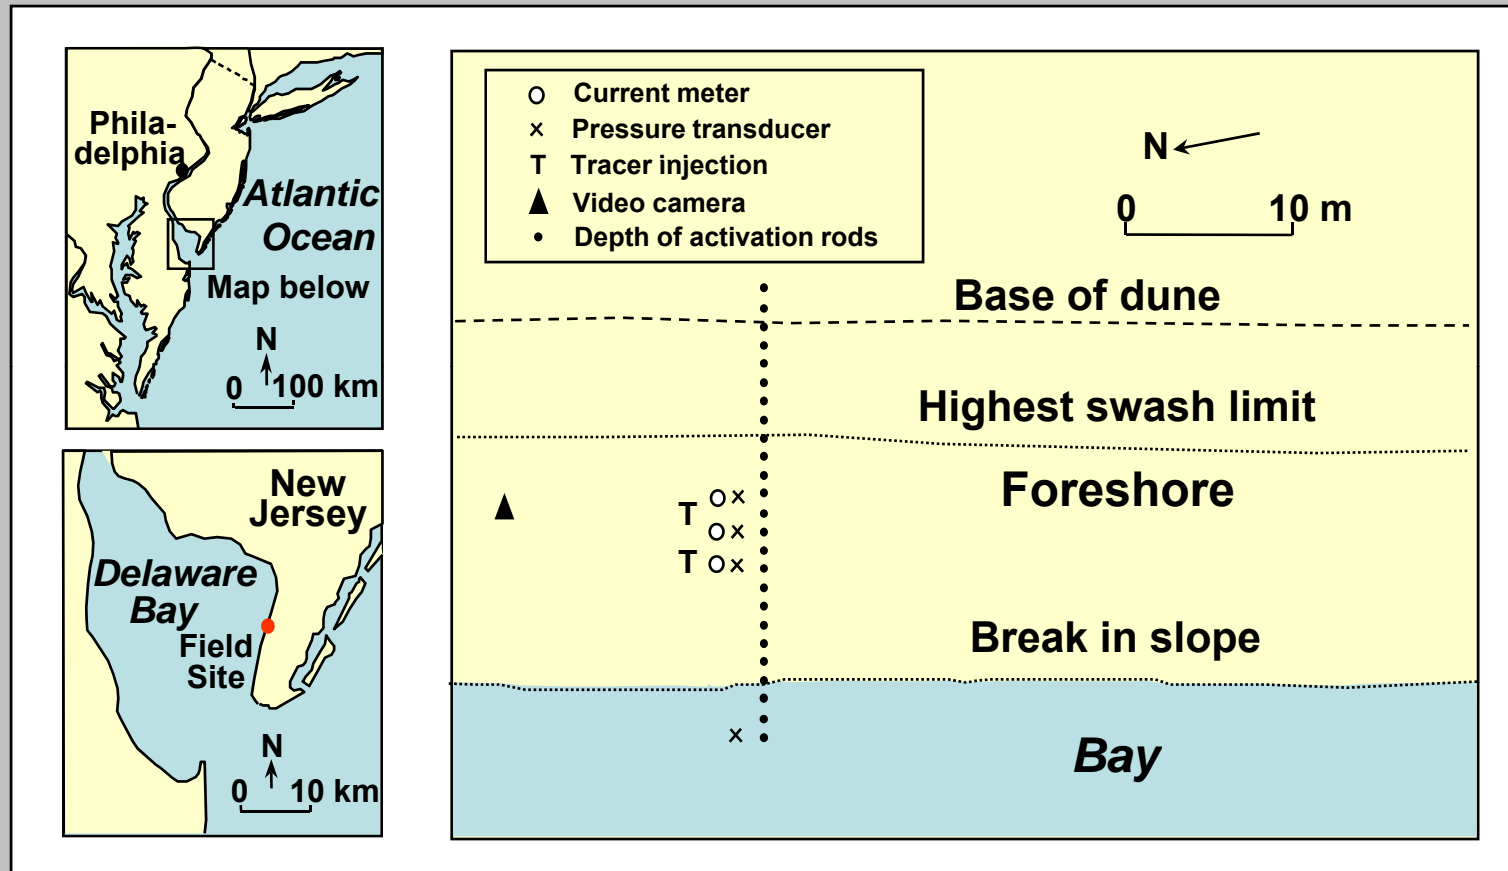 Phila-
delphia
Atlantic
Ocean
Map below
N
0 100 km
New
Jersey
Delaware
Bay
Field
Site
N
0 10 km
Current meter
× Pressure transducer
T Tracer injection
Video camera
Depth of activation rods
N
0 10 m
Base of dune
Highest swash limit
Foreshore
×
T
×
T ×
Break in slope
×
Bay